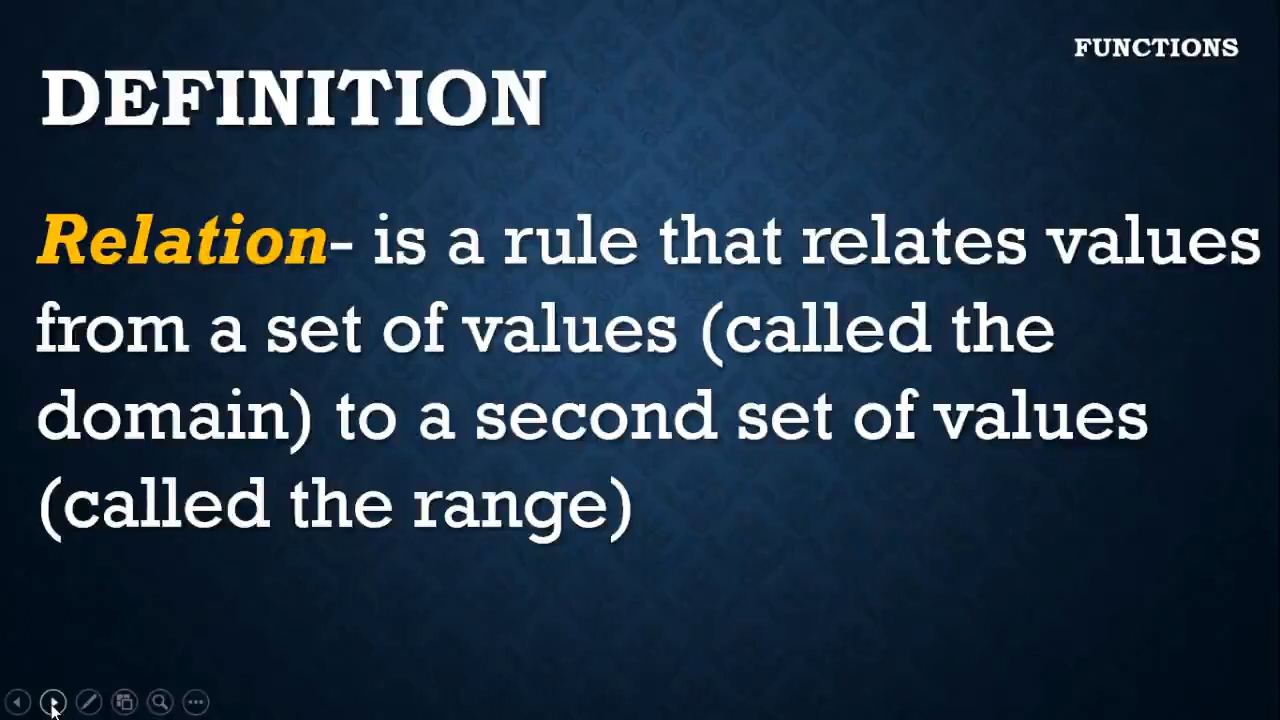 FUNCTIONS
DEFINITION
Relation- is a rule that relates values
from a set of values (called the
domain) to a second set of values
(called the range)